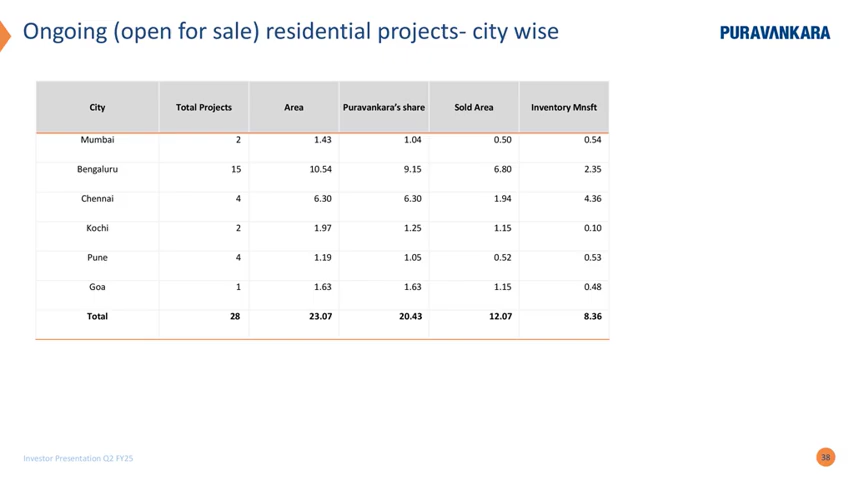 Ongoing (open for sale) residential projects- city wise
PURAVANKARA
City Total Projects Area Puravankara's share Sold Area Inventory Mnsft
Mumbai 2 1.43 1.04 0.50 0.54
Bengaluru 15 10.54 9.15 6.80 2.35
Chennai 4 6.30 6.30 1.94 4.36
Kochi 2 1.97 1.25 1.15 0.10
Pune 4 1.19 1.05 0.52 0.53
Goa 1 1.63 1.63 1.15 0.48
Total 28 23.07 20.43 12.07 8.36
Investor Presentation Q2 FY25
38